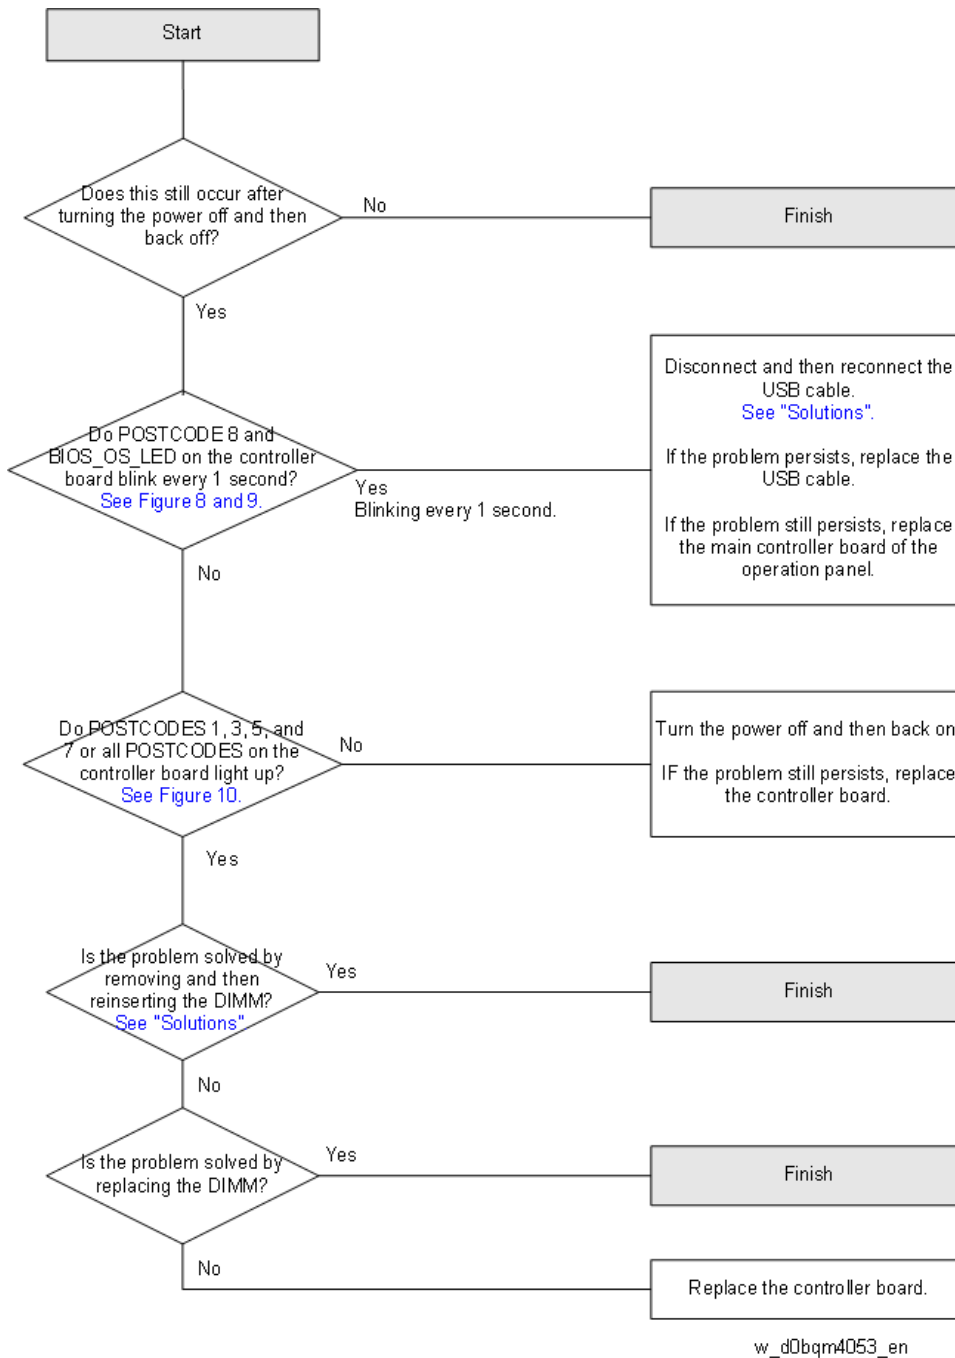 Start
Does this still occur after
turning the power off and then
back off?
No
Finish
Yes
Do POSTCODE 8 and
BIOS_OS_LED on the controller
board blink every 1 second?
See Figure 8 and 9.
Yes
Blinking every 1 second.
Disconnect and then reconnect the
USB cable.
See "Solutions".
If the problem persists, replace the
USB cable.
If the problem still persists, replace
the main controller board of the
operation panel.
No
Do POSTCODES 1, 3, 5, and
7 or all POSTCODES on the
controller board light up?
See Figure 10.
No
Turn the power off and then back on
IF the problem still persists, replace
the controller board.
Yes
Is the problem solved by
removing and then
reinserting the DIMM?
See "Solutions"
Yes
Finish
No
Is the problem solved by
replacing the DIMM?
Yes
Finish
No
Replace the controller board.
w_d0bqm4053_en